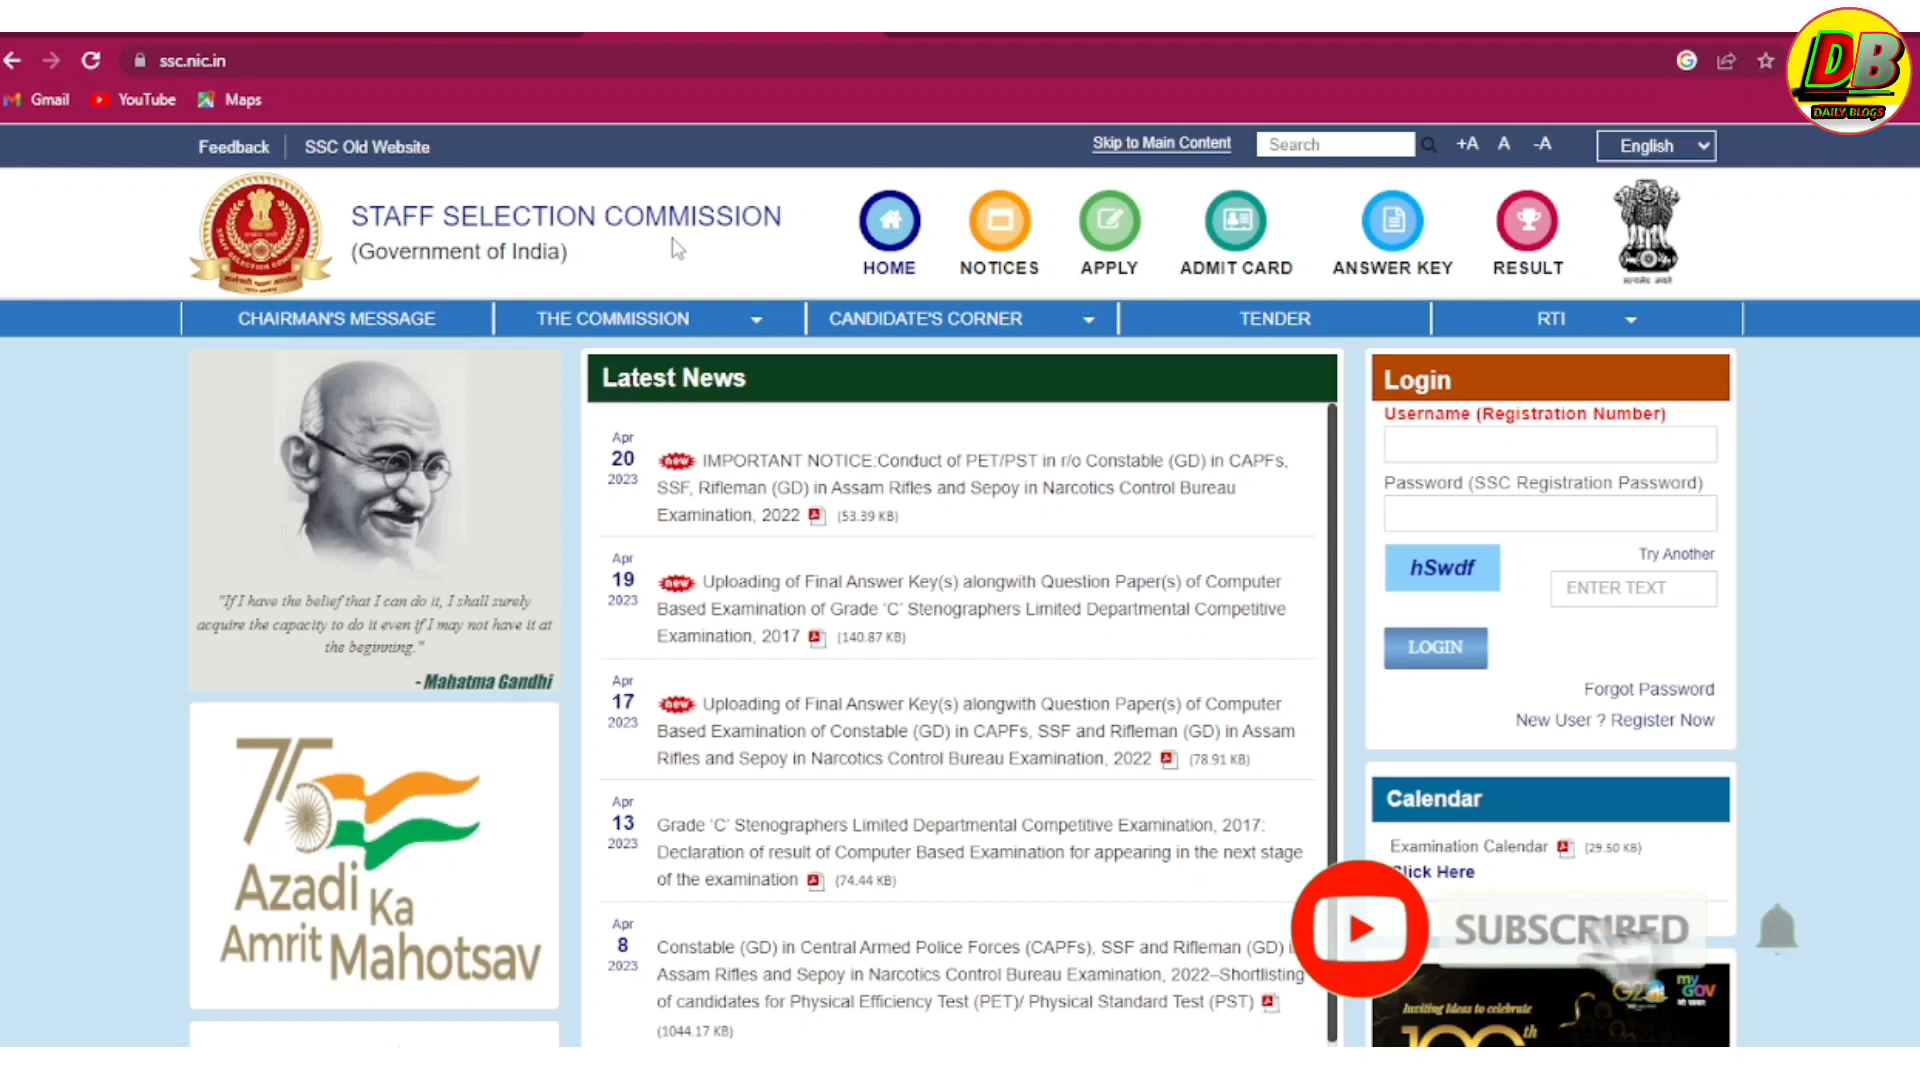 DB
DAILY BLOGS
ssc.nic.in
Gmail YouTube Maps
Feedback SSC Old Website Skip to Main Content Search +A A -A English
STAFF SELECTION COMMISSION
(Government of India)
HOME NOTICES APPLY ADMIT CARD ANSWER KEY RESULT
CHAIRMAN'S MESSAGE THE COMMISSION CANDIDATE'S CORNER TENDER RTI
"If I have the belief that I can do it, I shall surely
acquire the capacity to do it even if I may not have it at
the beginning."
- Mahatma Gandhi
75
Azadi Ka
Amrit Mahotsav
Latest News
Apr
20
2023
new IMPORTANT NOTICE:Conduct of PET/PST in r/o Constable (GD) in CAPFs,
SSF, Rifleman (GD) in Assam Rifles and Sepoy in Narcotics Control Bureau
Examination, 2022 (53.39 KB)
Apr
19
2023
new Uploading of Final Answer Key(s) alongwith Question Paper(s) of Computer
Based Examination of Grade 'C' Stenographers Limited Departmental Competitive
Examination, 2017 (140.87 KB)
Apr
17
2023
new Uploading of Final Answer Key(s) alongwith Question Paper(s) of Computer
Based Examination of Constable (GD) in CAPFs, SSF and Rifleman (GD) in Assam
Rifles and Sepoy in Narcotics Control Bureau Examination, 2022 (78.91 KB)
Apr
13
2023
Grade 'C' Stenographers Limited Departmental Competitive Examination, 2017:
Declaration of result of Computer Based Examination for appearing in the next stage
of the examination (74.44 KB)
Apr
8
2023
Constable (GD) in Central Armed Police Forces (CAPFs), SSF and Rifleman (GD)
Assam Rifles and Sepoy in Narcotics Control Bureau Examination, 2022–Shortlisting
of candidates for Physical Efficiency Test (PET)/ Physical Standard Test (PST)
(1044.17 KB)
Login
Username (Registration Number)
Password (SSC Registration Password)
hSwdf
Try Another
ENTER TEXT
LOGIN
Forgot Password
New User ? Register Now
Calendar
Examination Calendar (29.50 KB)
Click Here
SUBSCRIBED
G20 my GOV
Inviting Ideas to celebrate
100th